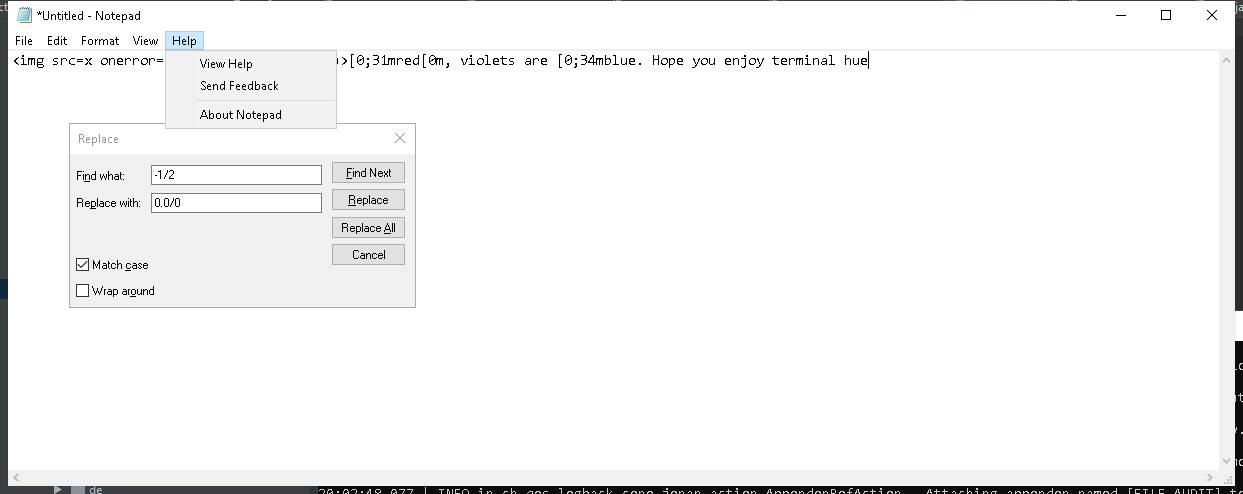 *Untitled - Notepad
File Edit Format View Help
<img src=x onerror= >[0;31mred[0m, violets are [0;34mblue. Hope you enjoy terminal hue
View Help
Send Feedback
About Notepad
Replace
Find what: -1/2 Find Next
Replace with: 0.0/0 Replace
Replace All
Cancel
Match case
Wrap around
de
20:02:48.077 | INFO in ch.qos.logback.core.joran.action.AppenderRefAction - Attaching appender named [FILE_AUDIT] t